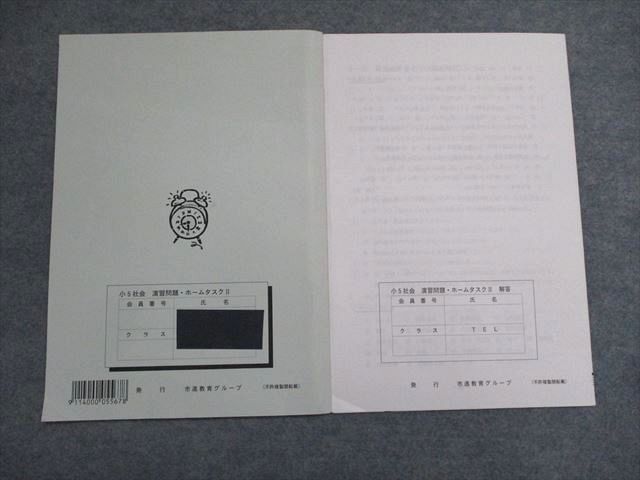 小5社会 演習問題・ホームタスクⅡ
会員番号 氏名
クラス
発行 市進教育グループ (不許複製類転載)
9114000055678
小5社会 演習問題・ホームタスクⅡ 解答
会員番号 氏名
クラス TEL
発行 市進教育グループ (不許複製類転載)